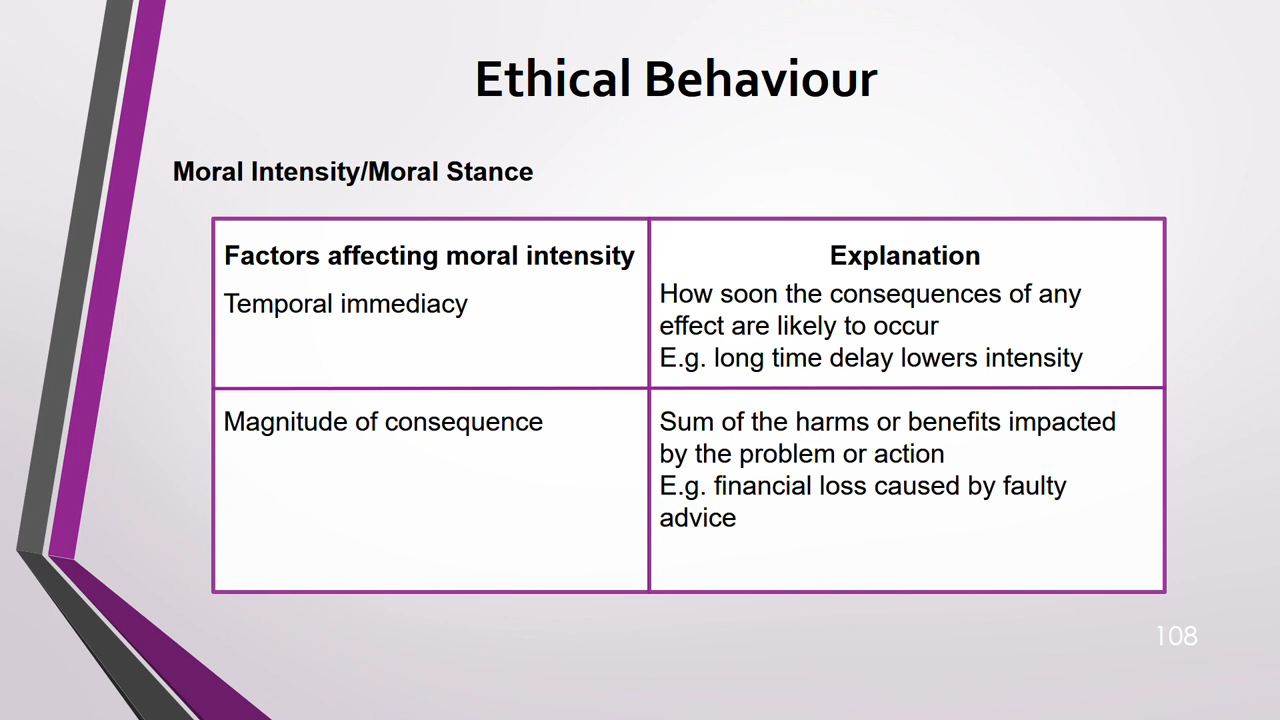 Ethical Behaviour
Moral Intensity/Moral Stance
Factors affecting moral intensity
Explanation
Temporal immediacy
How soon the consequences of any
effect are likely to occur
E.g. long time delay lowers intensity
Magnitude of consequence
Sum of the harms or benefits impacted
by the problem or action
E.g. financial loss caused by faulty
advice
108